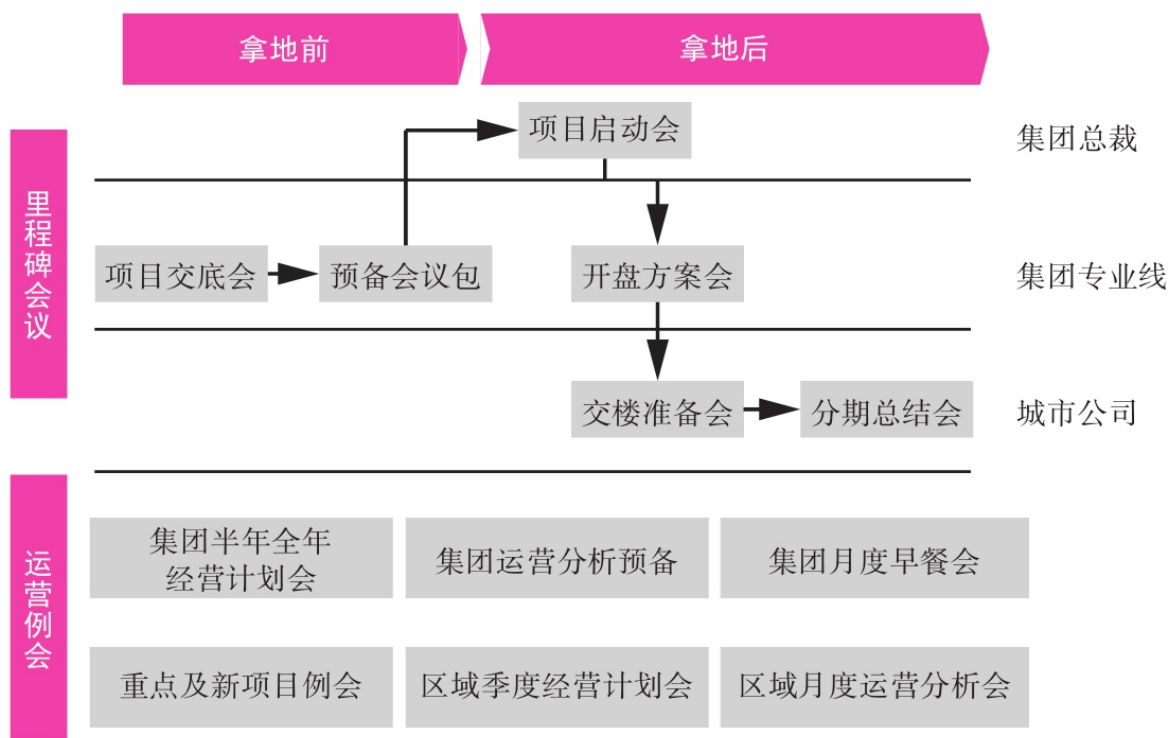 拿地前
拿地后
里程碑会议
项目启动会
集团总裁
项目交底会
预备会议包
开盘方案会
集团专业线
交楼准备会
分期总结会
城市公司
运营例会
集团半年全年
经营计划会
集团运营分析预备
集团月度早餐会
重点及新项目例会
区域季度经营计划会
区域月度运营分析会